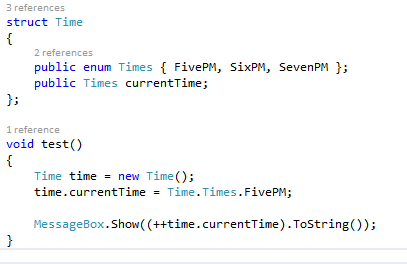 3 references
struct Time
{
2 references
public enum Times { FivePM, SixPM, SevenPM };
public Times currentTime;
};
1 reference
void test()
{
Time time = new Time();
time.currentTime = Time.Times.FivePM;
MessageBox.Show((++time.currentTime).ToString());
}